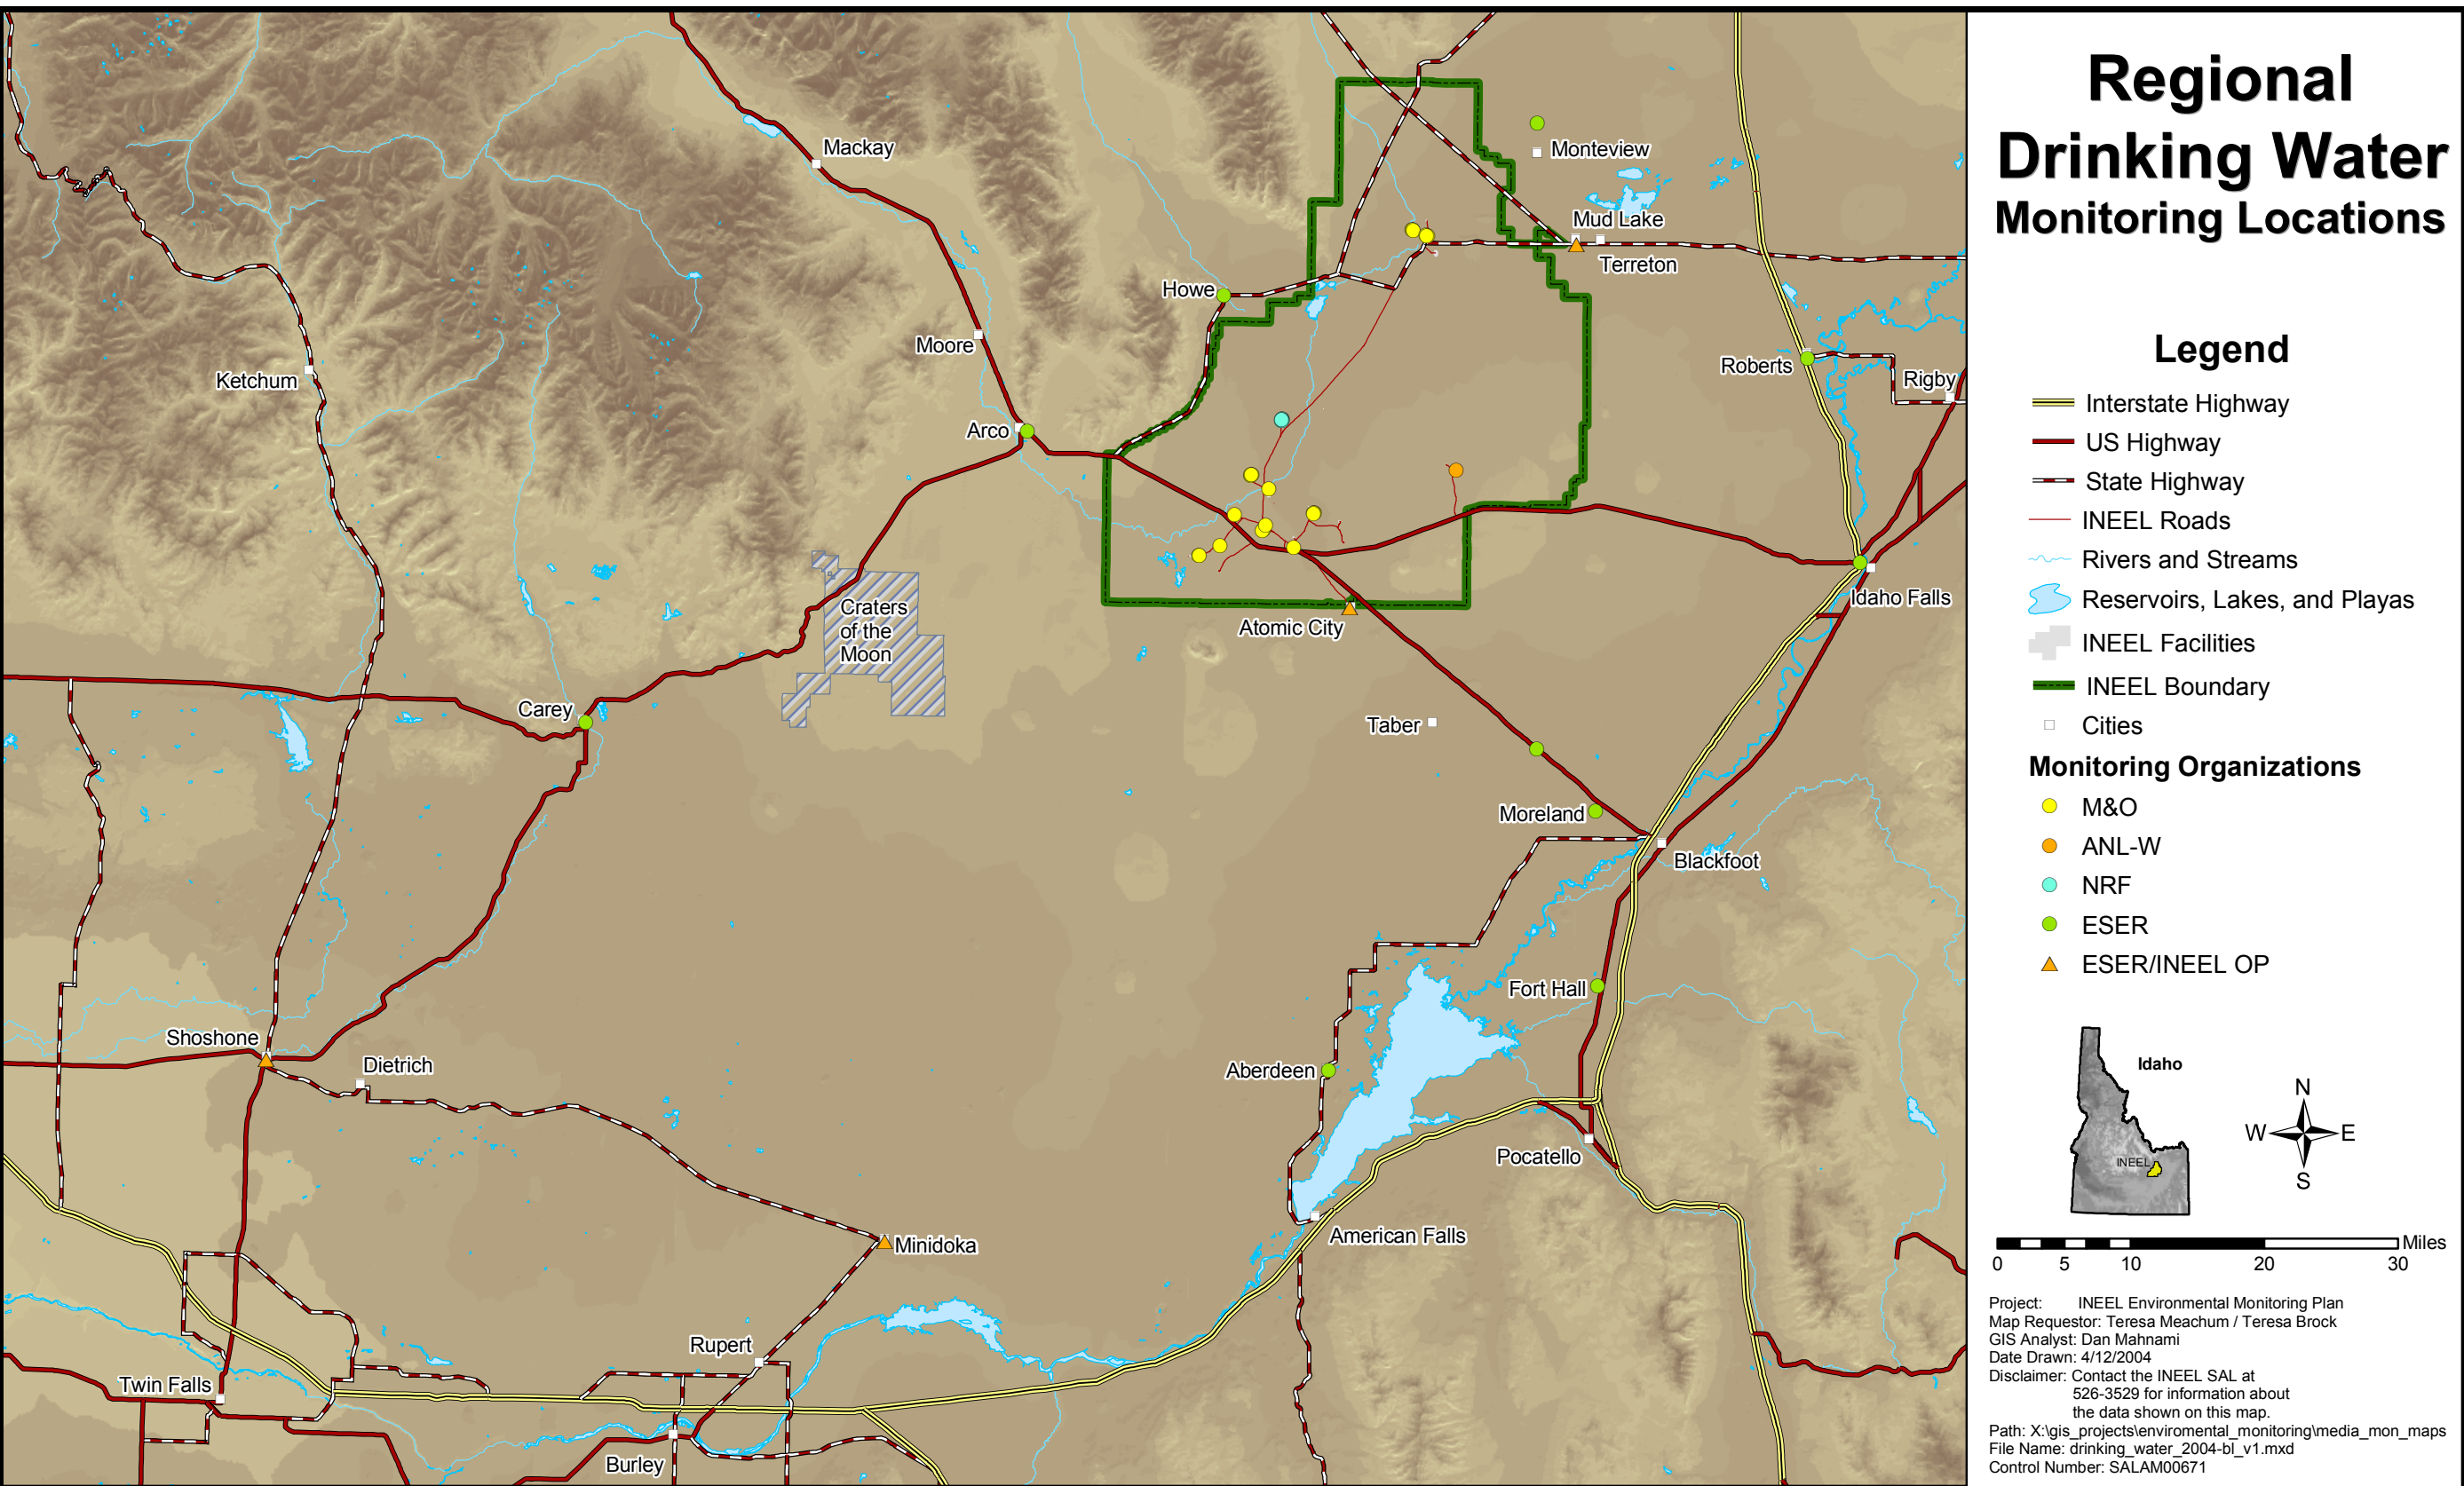 Regional
Drinking Water
Monitoring Locations
Legend
Interstate Highway
US Highway
State Highway
INEEL Roads
Rivers and Streams
Reservoirs, Lakes, and Playas
INEEL Facilities
INEEL Boundary
Cities
Monitoring Organizations
M&O
ANL-W
NRF
ESER
ESER/INEEL OP
Idaho
INEEL
N
W E
S
0 5 10 20 30 Miles
Project: INEEL Environmental Monitoring Plan
Map Requestor: Teresa Meachum / Teresa Brock
GIS Analyst: Dan Mahnami
Date Drawn: 4/12/2004
Disclaimer: Contact the INEEL SAL at
526-3529 for information about
the data shown on this map.
Path: X:\gis_projects\enviromental_monitoring\media_mon_maps
File Name: drinking_water_2004-bl_v1.mxd
Control Number: SALAM00671
Mackay
Monteview
Mud Lake
Terreton
Howe
Moore
Roberts
Rigby
Ketchum
Arco
Idaho Falls
Craters
of the
Moon
Atomic City
Carey
Taber
Moreland
Blackfoot
Fort Hall
Shoshone
Dietrich
Aberdeen
Pocatello
American Falls
Minidoka
Rupert
Twin Falls
Burley